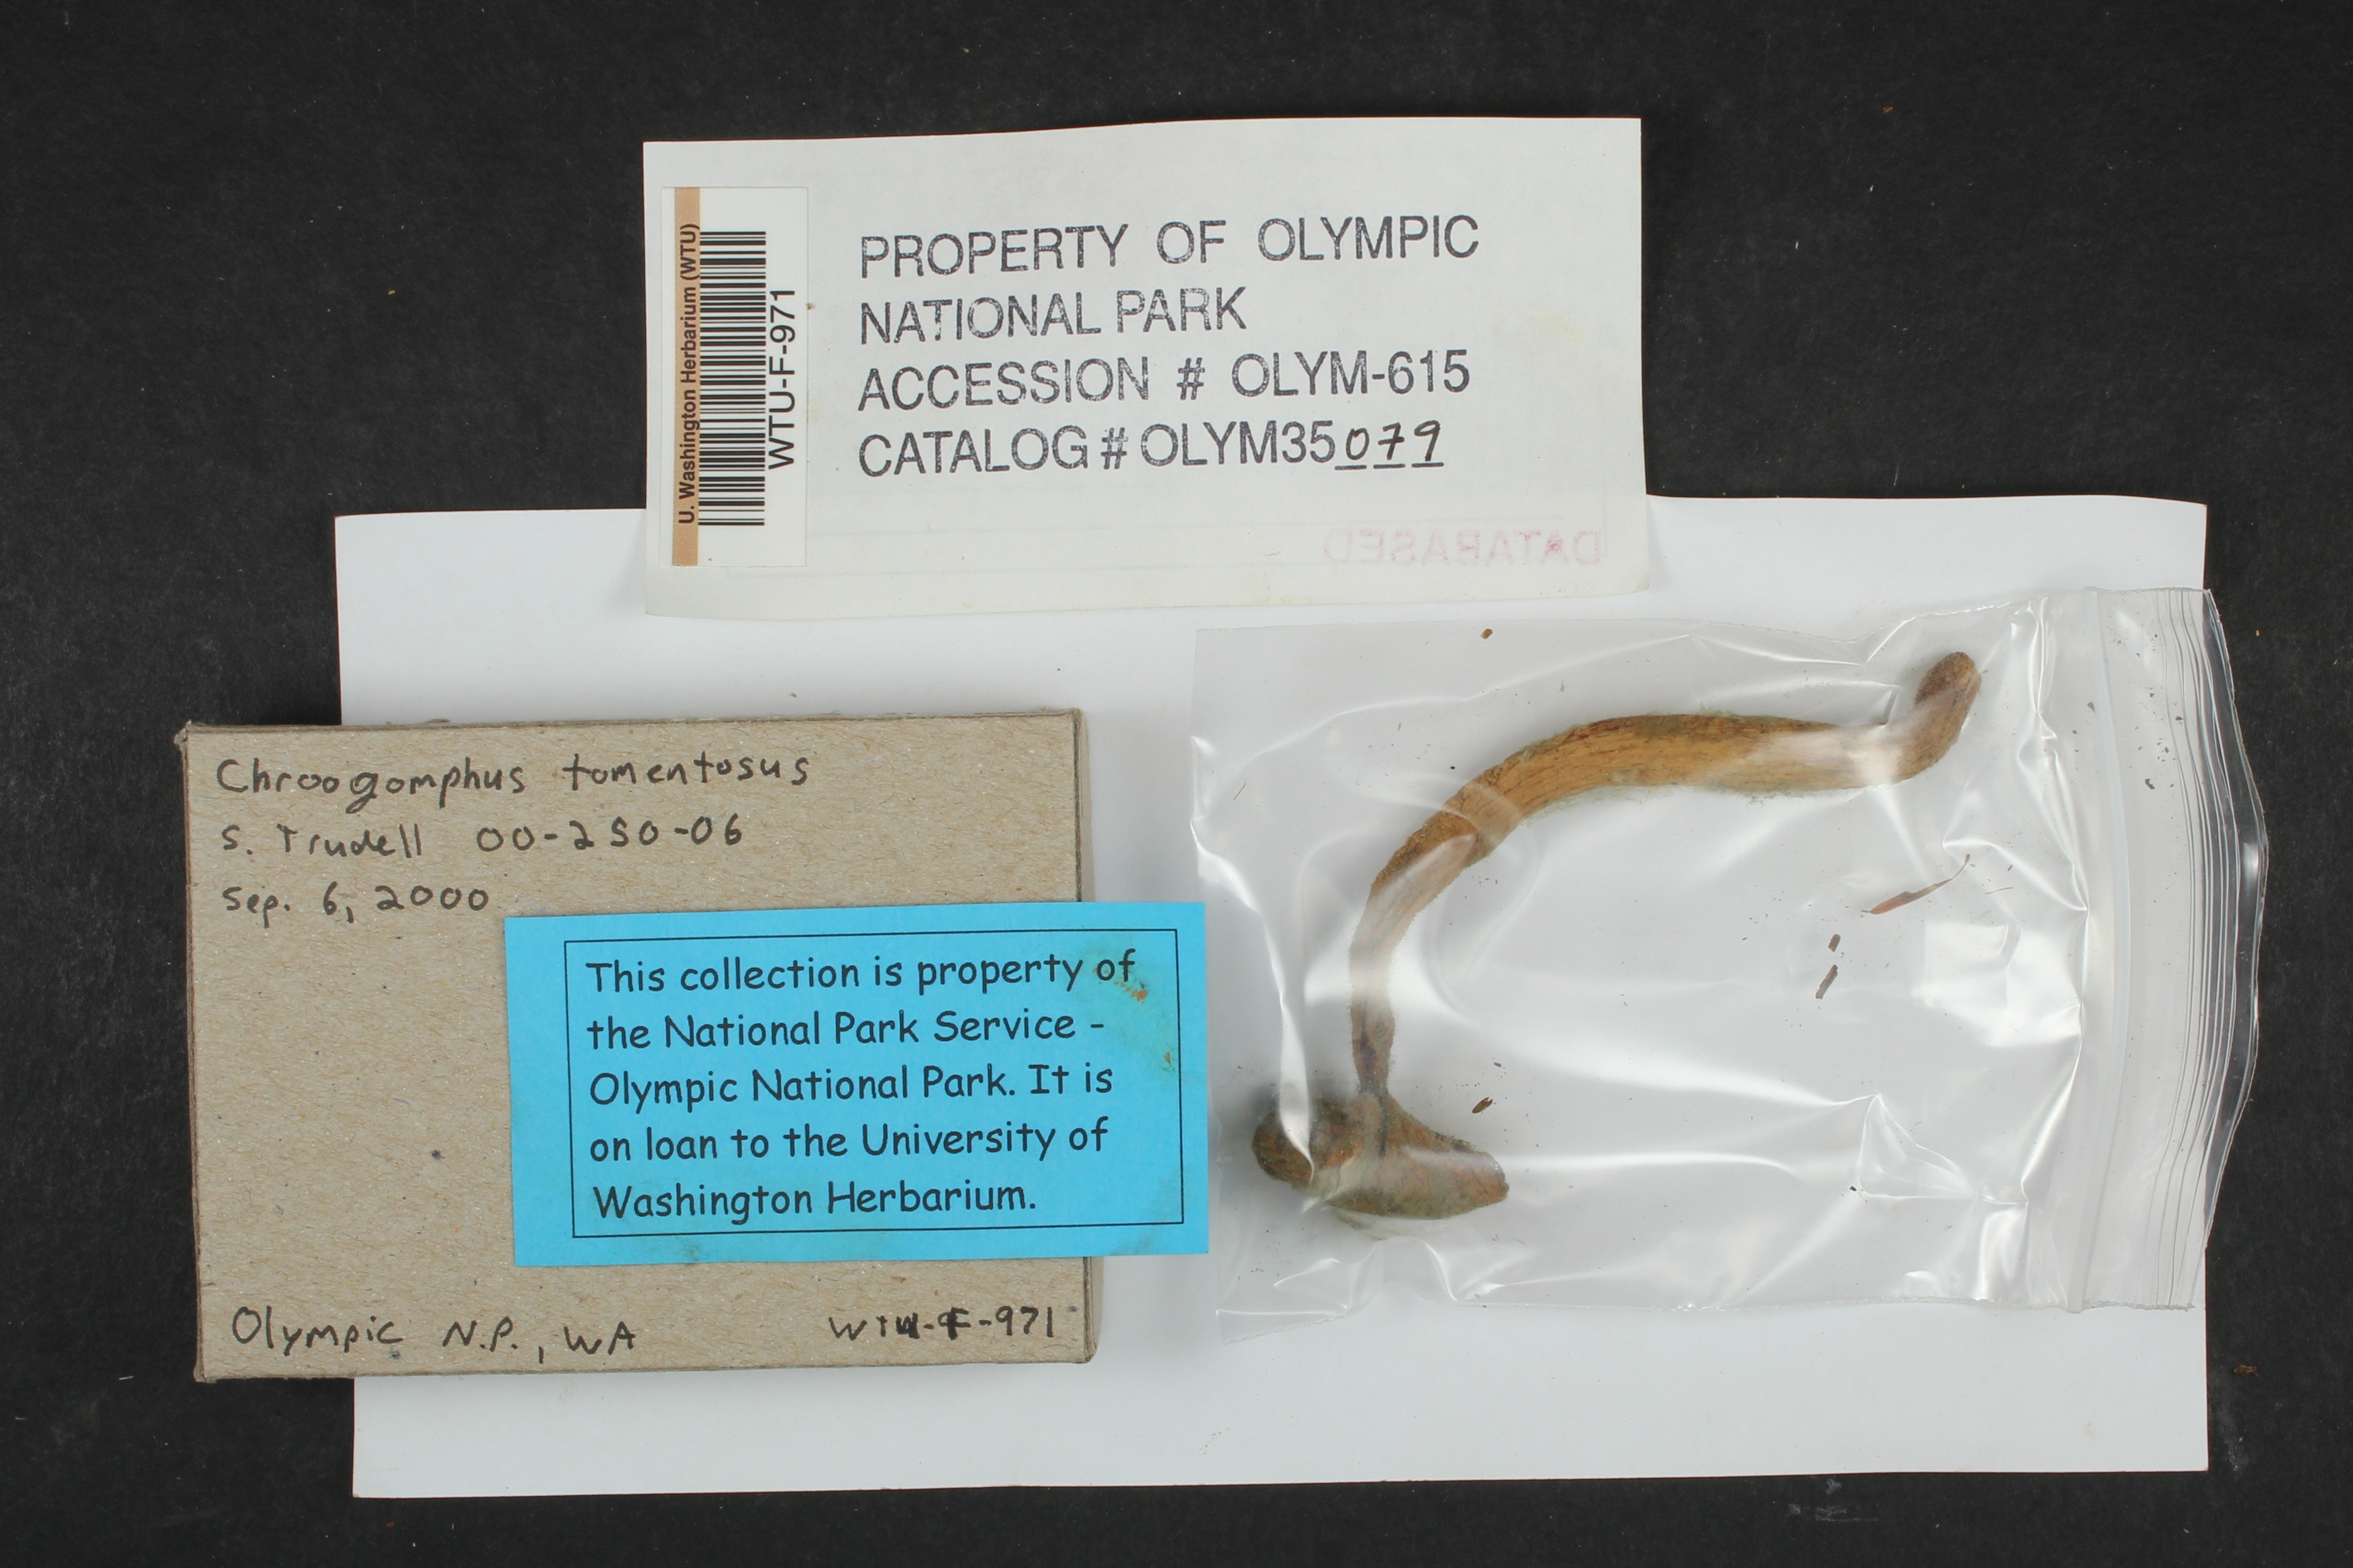 U. Washington Herbarium (WTU)
WTU-F-971
PROPERTY OF OLYMPIC
NATIONAL PARK
ACCESSION # OLYM-615
CATALOG # OLYM35079
DATABASED
Chroogomphus tomentosus
S. Trudell 00-250-06
Sep. 6, 2000
This collection is property of
the National Park Service -
Olympic National Park. It is
on loan to the University of
Washington Herbarium.
Olympic N.P., WA
WTU-F-971